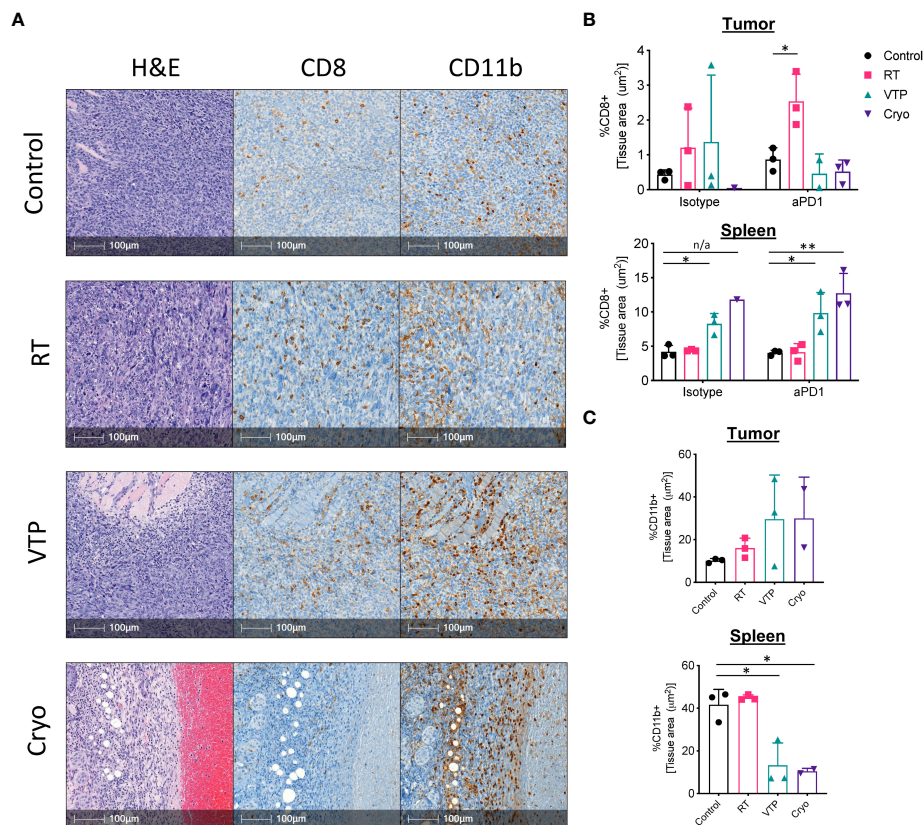 A
H&E
CD8
CD11b
Control
100μm
100μm
100μm
RT
100μm
100μm
100μm
VTP
100μm
100μm
100μm
Cryo
100μm
100μm
100μm
B
Tumor
%CD8+
[Tissue area (um²)]
4
3
2
1
0
*
Isotype
aPD1
Control
RT
VTP
Cryo
Spleen
%CD8+
[Tissue area (um²)]
20
15
10
5
0
n/a
*
**
*
Isotype
aPD1
C
Tumor
%CD11b+
[Tissue area (μm²)]
60
40
20
0
Control
RT
VTP
Cryo
Spleen
%CD11b+
[Tissue area (μm²)]
60
40
20
0
*
*
Control
RT
VTP
Cryo